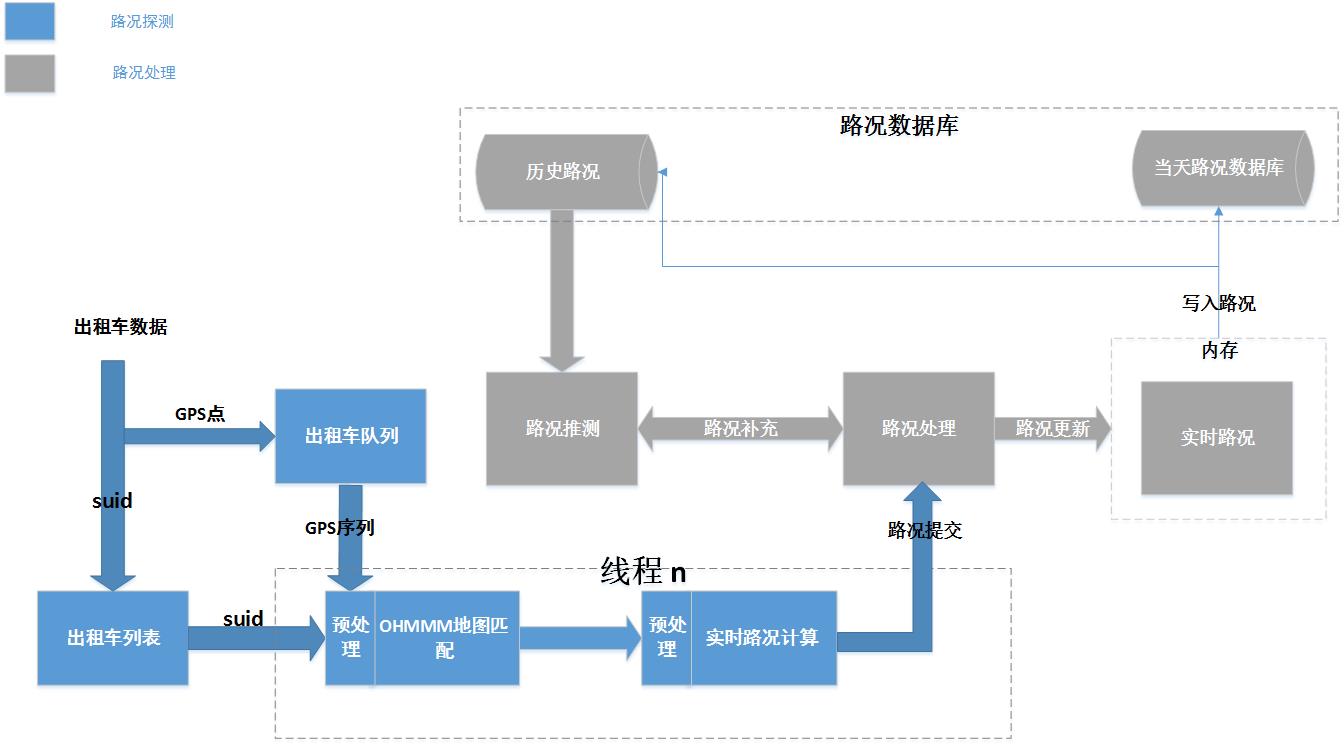 路况探测
路况处理
路况数据库
历史路况
当天路况数据库
写入路况
出租车数据
内存
GPS点
出租车队列
路况推测
路况补充
路况处理
路况更新
实时路况
suid
GPS序列
路况提交
线程 n
出租车列表
suid
预处
理
OHMMM地图匹
配
预处
理
实时路况计算